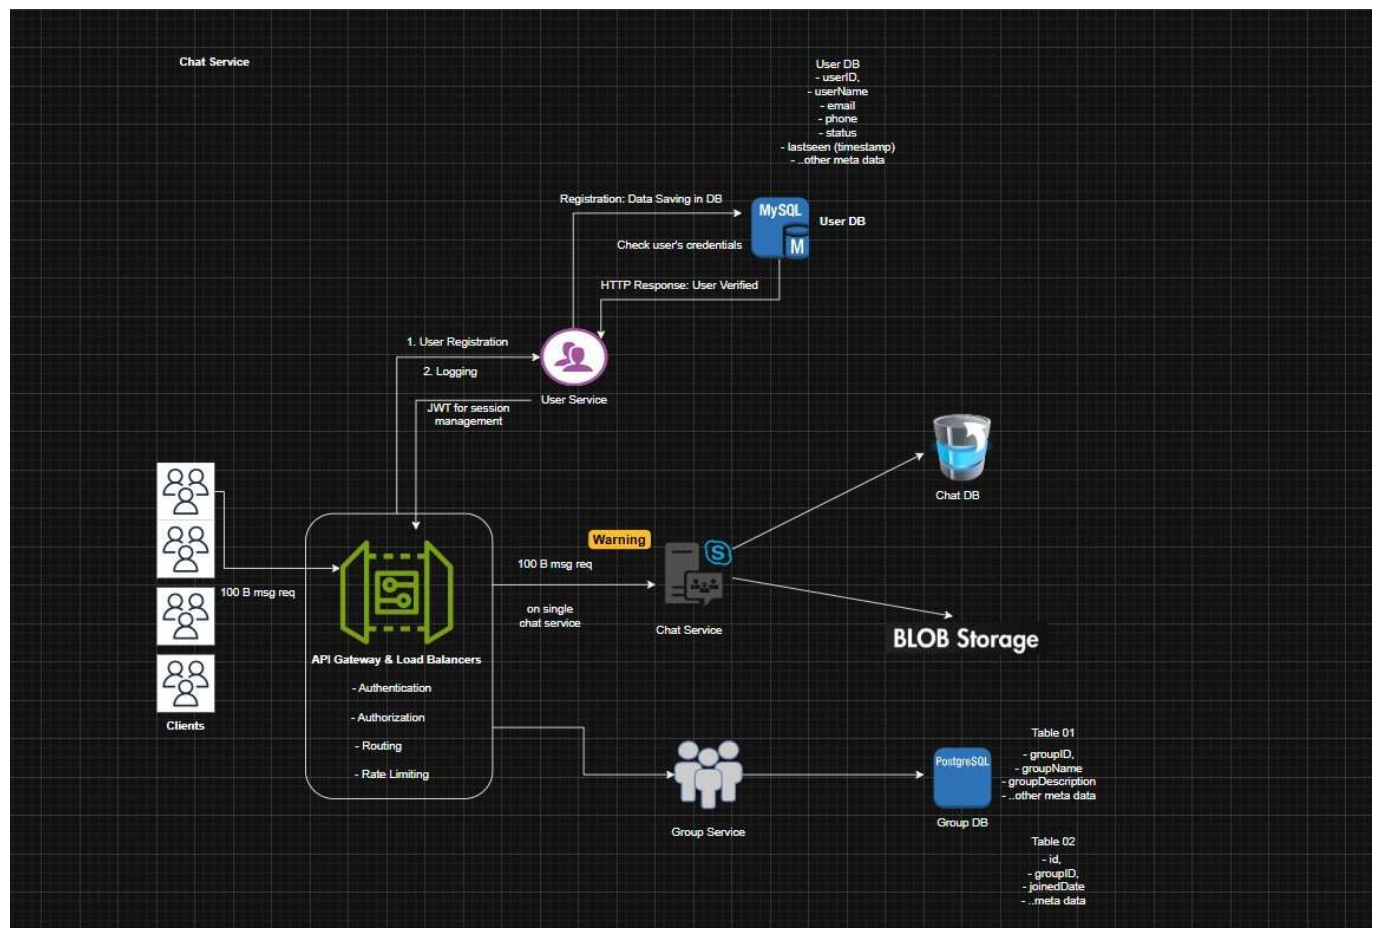 Chat Service
User DB
- userID,
- userName
- email
- phone
- status
- lastseen (timestamp)
- ..other meta data
Registration: Data Saving in DB
MySQL
M
User DB
Check user's credentials
HTTP Response: User Verified
1. User Registration
2. Logging
User Service
JWT for session
management
Chat DB
Warning
100 B msg req
S
on single
chat service
Chat Service
BLOB Storage
100 B msg req
Clients
API Gateway & Load Balancers
- Authentication
- Authorization
- Routing
- Rate Limiting
Group Service
PostgreSQL
Group DB
Table 01
- groupID,
- groupName
- groupDescription
- ..other meta data
Table 02
- id,
- groupID,
- joinedDate
- ..meta data